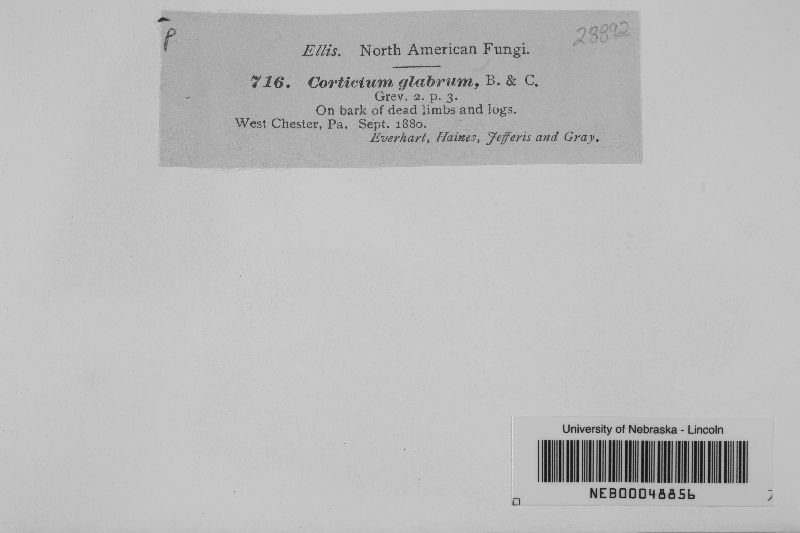 P
28892
Ellis. North American Fungi.
716. Corticium glabrum, B. & C.
Grev. 2. p. 3.
On bark of dead limbs and logs.
West Chester, Pa. Sept. 1880.
Everhart, Haines, Jefferis and Gray.
University of Nebraska - Lincoln
NEB00048856